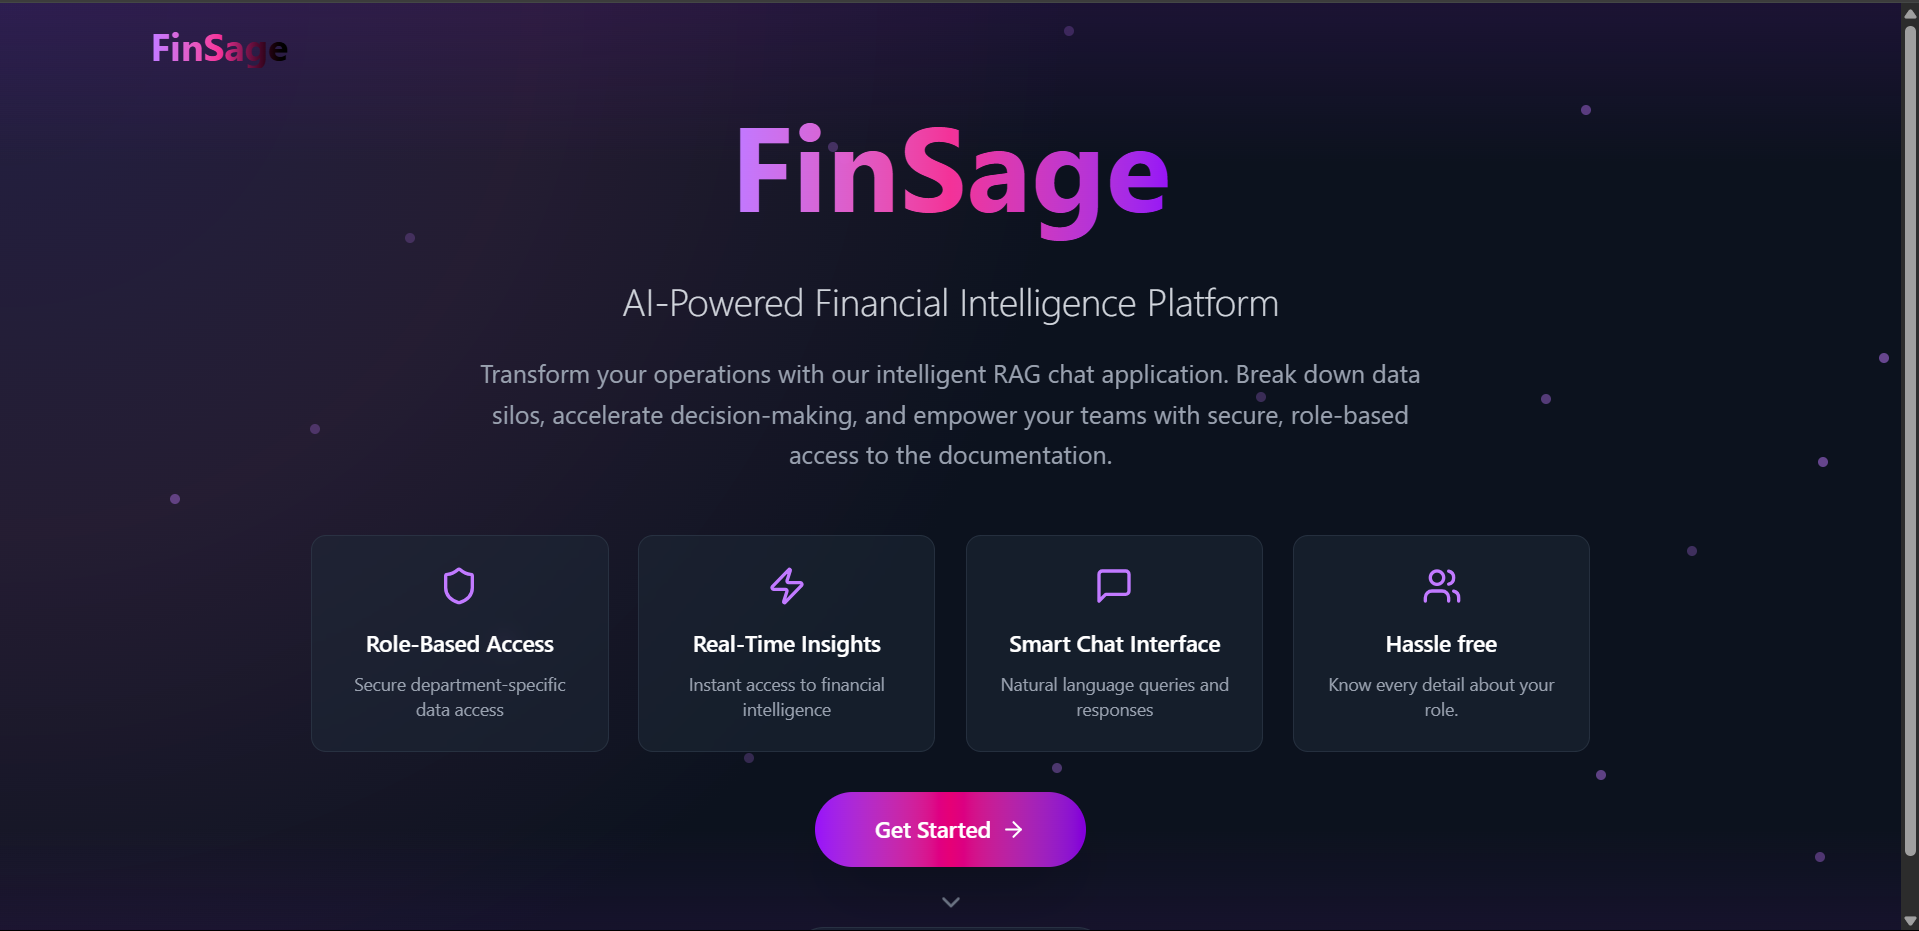 FinSage
FinSage
AI-Powered Financial Intelligence Platform
Transform your operations with our intelligent RAG chat application. Break down data
silos, accelerate decision-making, and empower your teams with secure, role-based
access to the documentation.
Role-Based Access
Secure department-specific
data access
Real-Time Insights
Instant access to financial
intelligence
Smart Chat Interface
Natural language queries and
responses
Hassle free
Know every detail about your
role.
Get Started